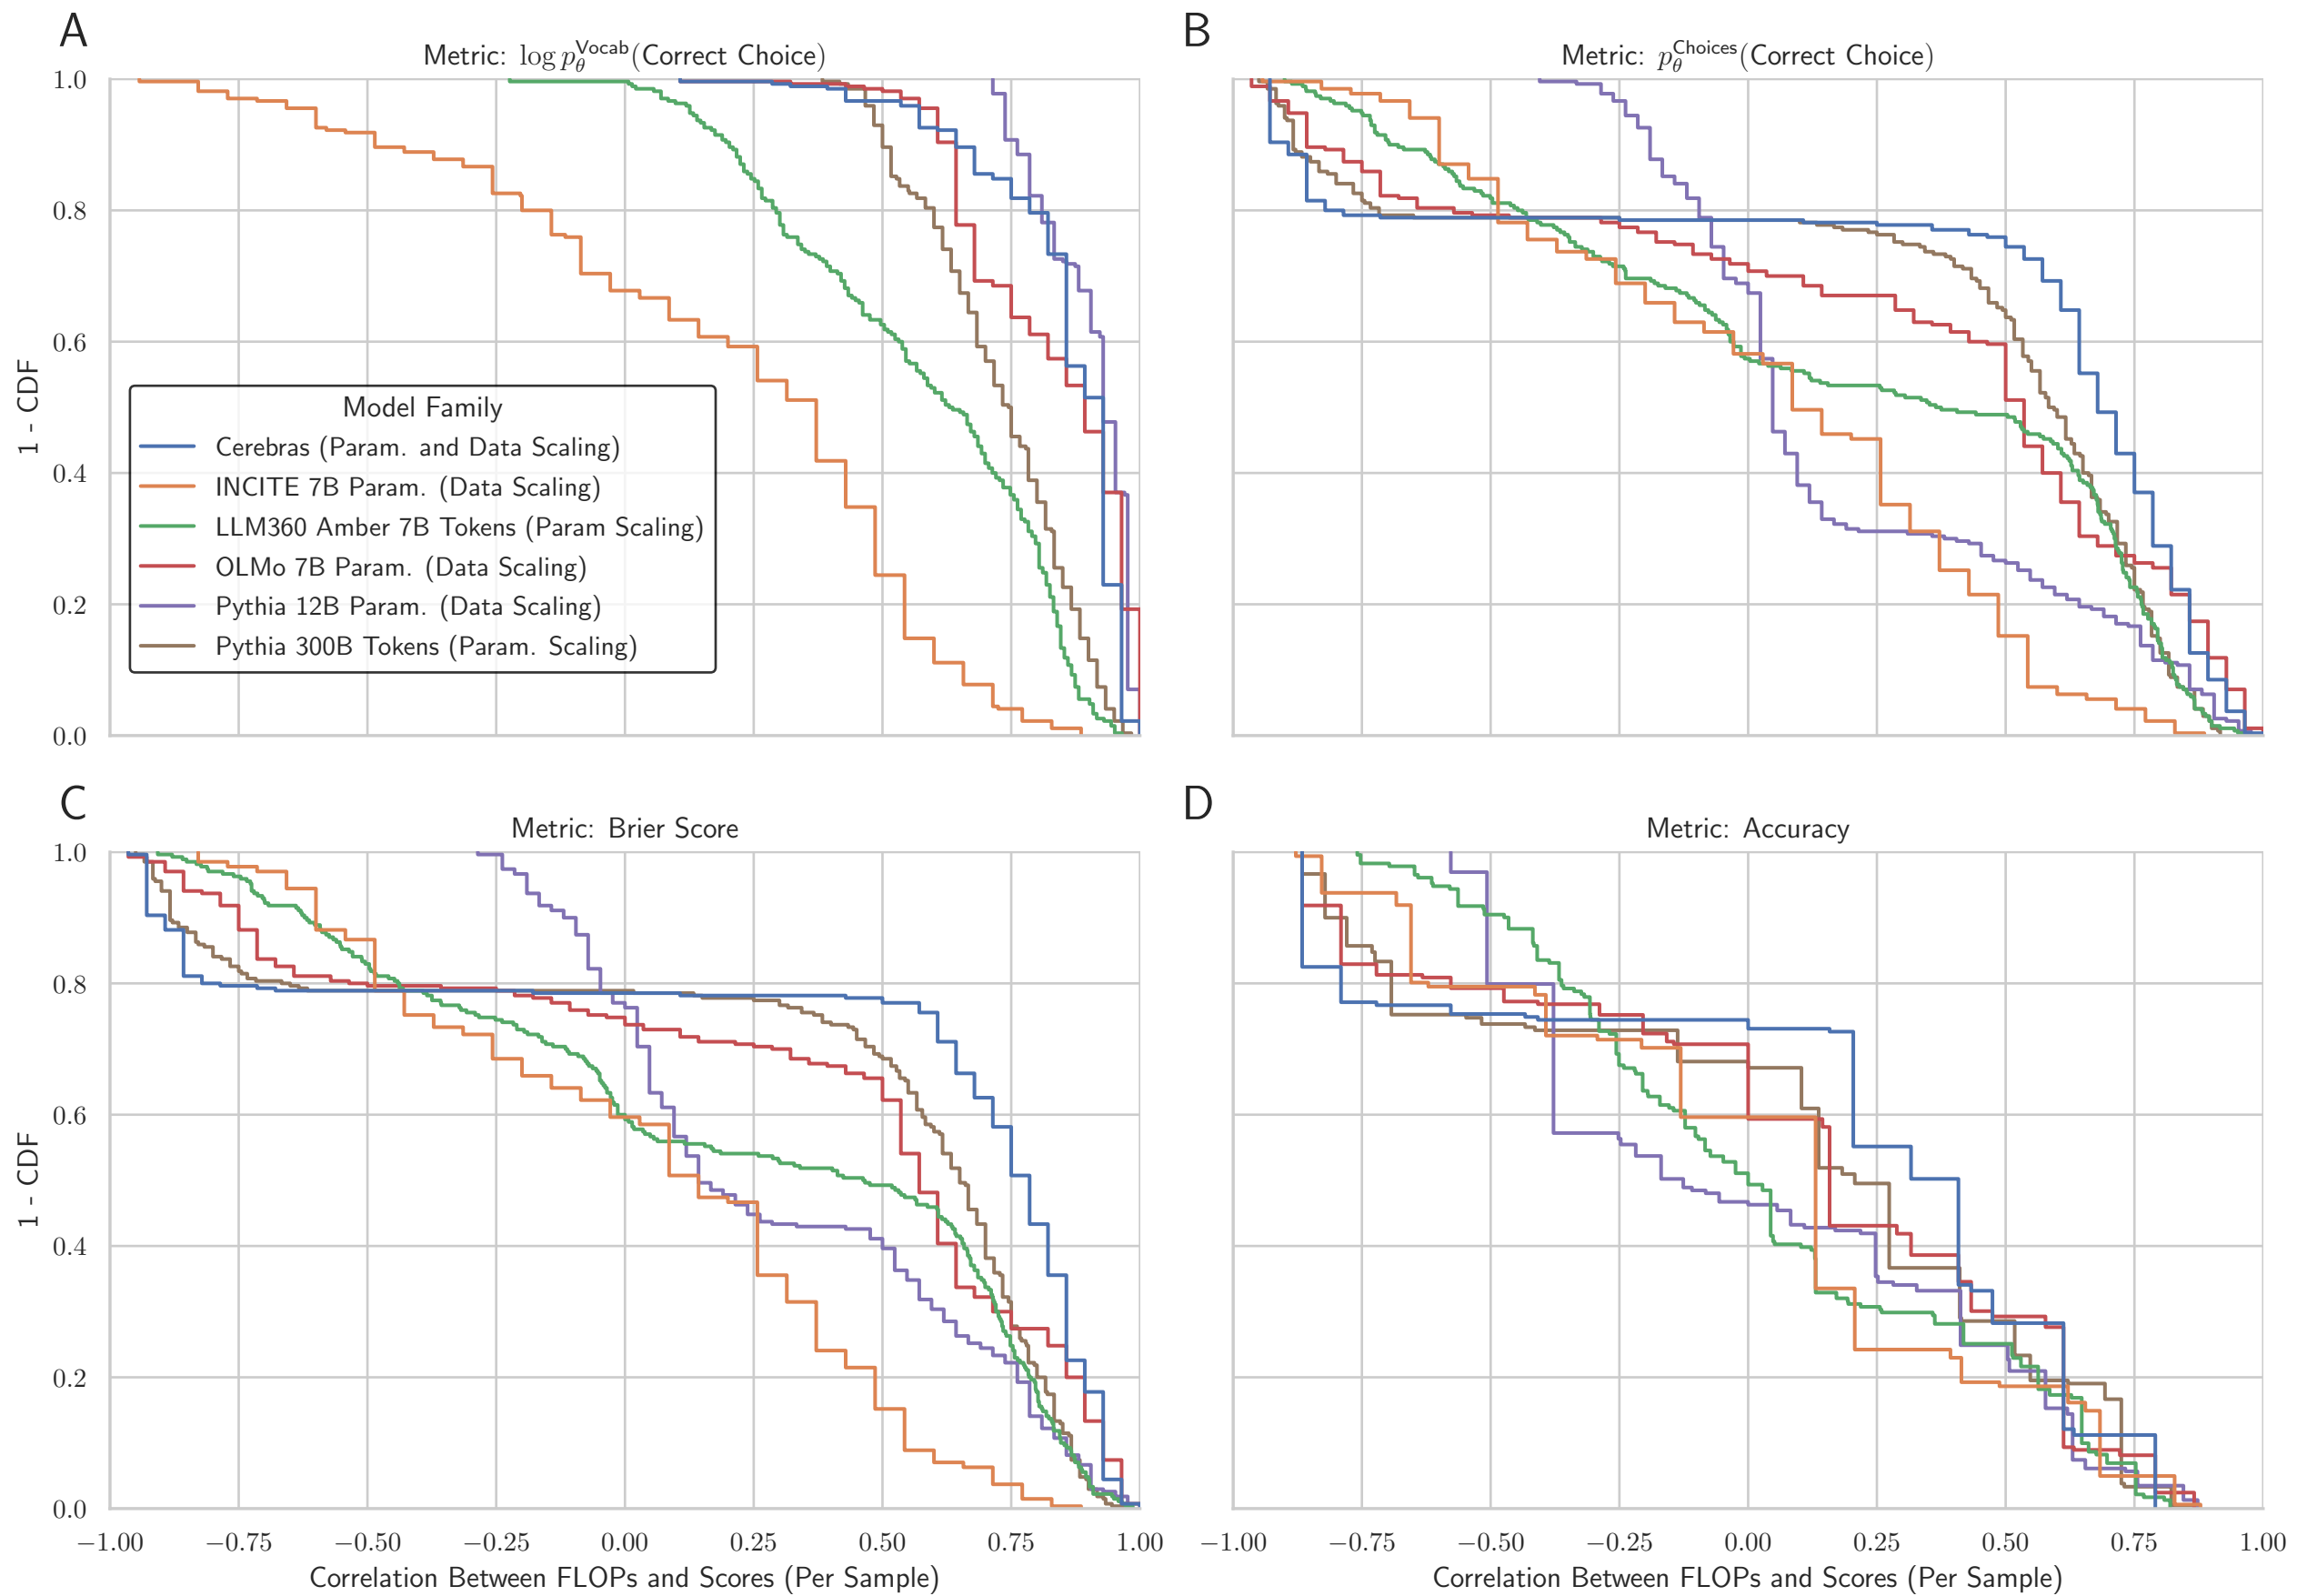 A
Metric: log p_θ^Vocab(Correct Choice)
1.0
0.8
0.6
0.4
0.2
0.0
1 - CDF
Model Family
Cerebras (Param. and Data Scaling)
INCITE 7B Param. (Data Scaling)
LLM360 Amber 7B Tokens (Param Scaling)
OLMo 7B Param. (Data Scaling)
Pythia 12B Param. (Data Scaling)
Pythia 300B Tokens (Param. Scaling)
B
Metric: p_θ^Choices(Correct Choice)
C
Metric: Brier Score
1.0
0.8
0.6
0.4
0.2
0.0
1 - CDF
−1.00 −0.75 −0.50 −0.25 0.00 0.25 0.50 0.75 1.00
Correlation Between FLOPs and Scores (Per Sample)
D
Metric: Accuracy
−1.00 −0.75 −0.50 −0.25 0.00 0.25 0.50 0.75 1.00
Correlation Between FLOPs and Scores (Per Sample)